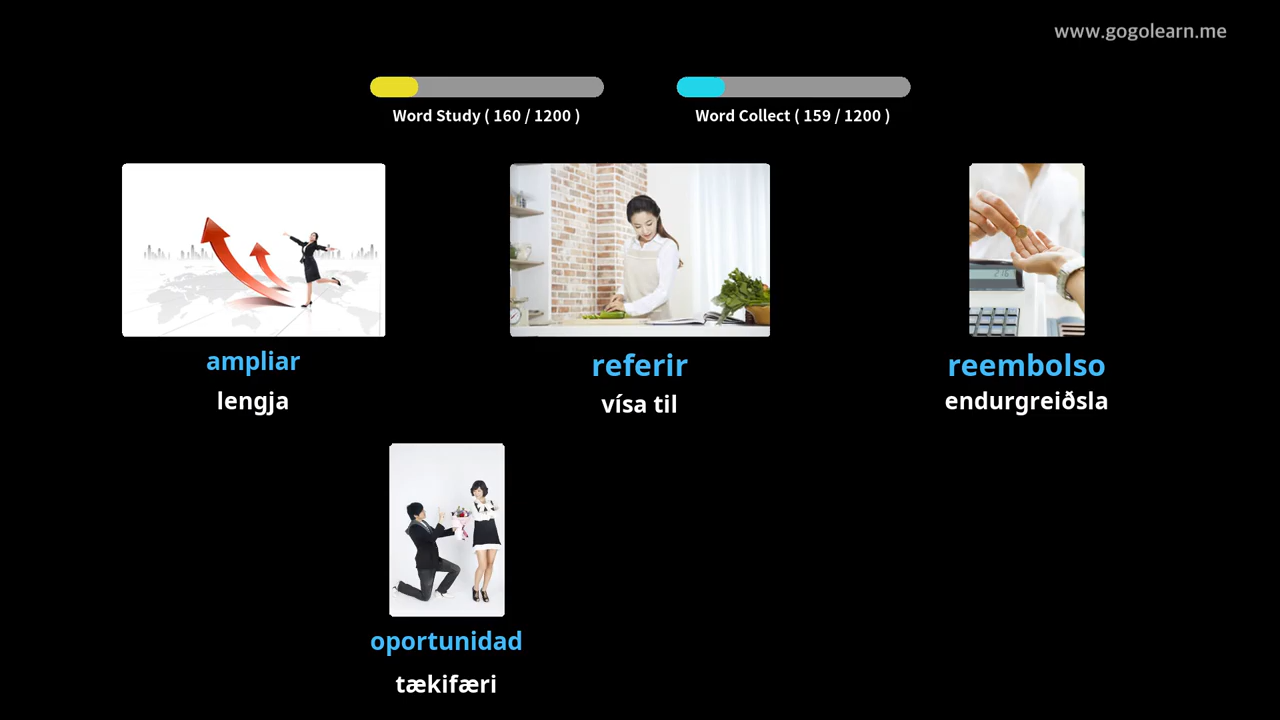 www.gogolearn.me
Word Study ( 160 / 1200 )
Word Collect ( 159 / 1200 )
ampliar
lengja
referir
vísa til
reembolso
endurgreiðsla
oportunidad
tækifæri